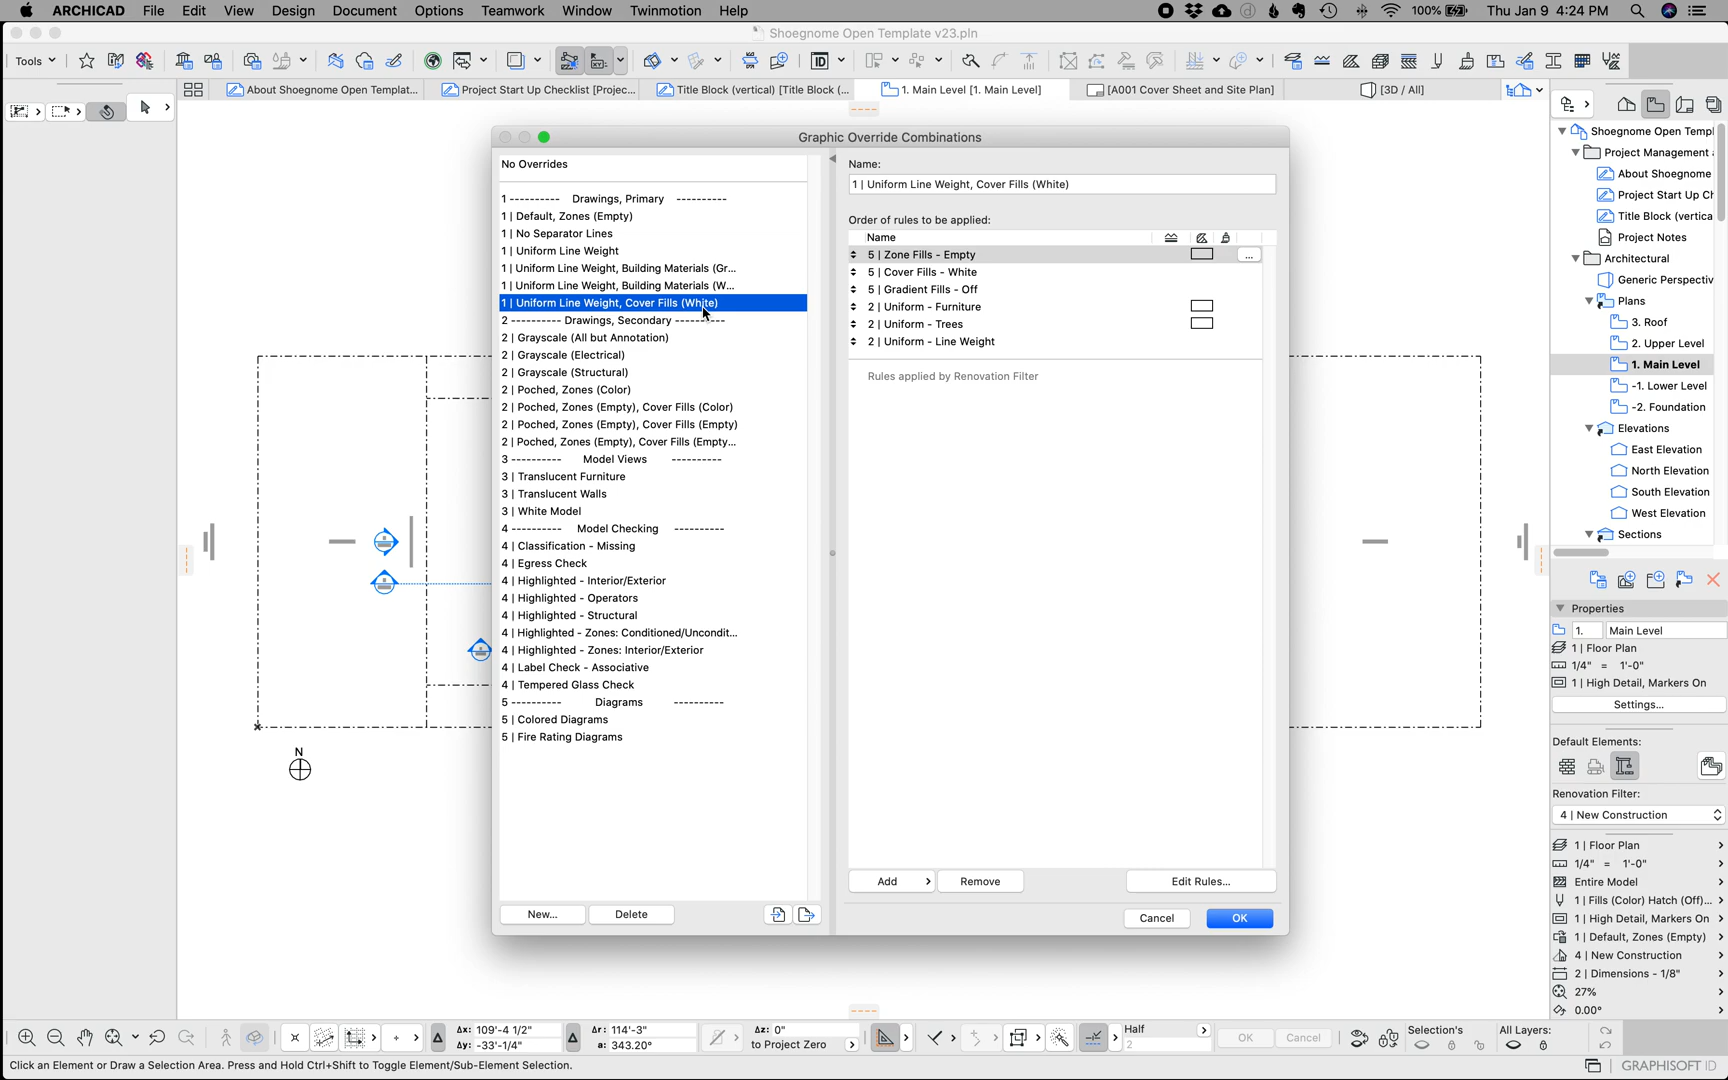 ARCHICAD File Edit View Design Document Options Teamwork Window Twinmotion Help 100% Thu Jan 9 4:24 PM
Shoegnome Open Template v23.pln
Tools
About Shoegnome Open Templat... Project Start Up Checklist [Projec... Title Block (vertical) [Title Block (... 1. Main Level [1. Main Level] [A001 Cover Sheet and Site Plan] [3D / All]
Graphic Override Combinations
No Overrides
1 ---------- Drawings, Primary ----------
1 | Default, Zones (Empty)
1 | No Separator Lines
1 | Uniform Line Weight
1 | Uniform Line Weight, Building Materials (Gr...
1 | Uniform Line Weight, Building Materials (W...
1 | Uniform Line Weight, Cover Fills (White)
2 ---------- Drawings, Secondary ----------
2 | Grayscale (All but Annotation)
2 | Grayscale (Electrical)
2 | Grayscale (Structural)
2 | Poched, Zones (Color)
2 | Poched, Zones (Empty), Cover Fills (Color)
2 | Poched, Zones (Empty), Cover Fills (Empty)
2 | Poched, Zones (Empty), Cover Fills (Empty...
3 ---------- Model Views ----------
3 | Translucent Furniture
3 | Translucent Walls
3 | White Model
4 ---------- Model Checking ----------
4 | Classification - Missing
4 | Egress Check
4 | Highlighted - Interior/Exterior
4 | Highlighted - Operators
4 | Highlighted - Structural
4 | Highlighted - Zones: Conditioned/Uncondit...
4 | Highlighted - Zones: Interior/Exterior
4 | Label Check - Associative
4 | Tempered Glass Check
5 ---------- Diagrams ----------
5 | Colored Diagrams
5 | Fire Rating Diagrams
New... Delete
Name:
1 | Uniform Line Weight, Cover Fills (White)
Order of rules to be applied:
Name
5 | Zone Fills - Empty ...
5 | Cover Fills - White
5 | Gradient Fills - Off
2 | Uniform - Furniture
2 | Uniform - Trees
2 | Uniform - Line Weight
Rules applied by Renovation Filter
Add Remove Edit Rules...
Cancel OK
N
Shoegnome Open Templ
Project Management
About Shoegnome
Project Start Up Ch
Title Block (vertica
Project Notes
Architectural
Generic Perspectiv
Plans
3. Roof
2. Upper Level
1. Main Level
-1. Lower Level
-2. Foundation
Elevations
East Elevation
North Elevation
South Elevation
West Elevation
Sections
Properties
1. Main Level
1 | Floor Plan
1/4" = 1'-0"
1 | High Detail, Markers On
Settings...
Default Elements:
Renovation Filter:
4 | New Construction
1 | Floor Plan
1/4" = 1'-0"
Entire Model
1 | Fills (Color) Hatch (Off)...
1 | High Detail, Markers On
1 | Default, Zones (Empty)
4 | New Construction
2 | Dimensions - 1/8"
27%
0.00°
Δx: 109'-4 1/2" Δr: 114'-3" Δz: 0" Half Selection's All Layers:
Δy: -33'-1/4" a: 343.20° to Project Zero 2 OK Cancel
Click an Element or Draw a Selection Area. Press and Hold Ctrl+Shift to Toggle Element/Sub-Element Selection. GRAPHISOFT ID